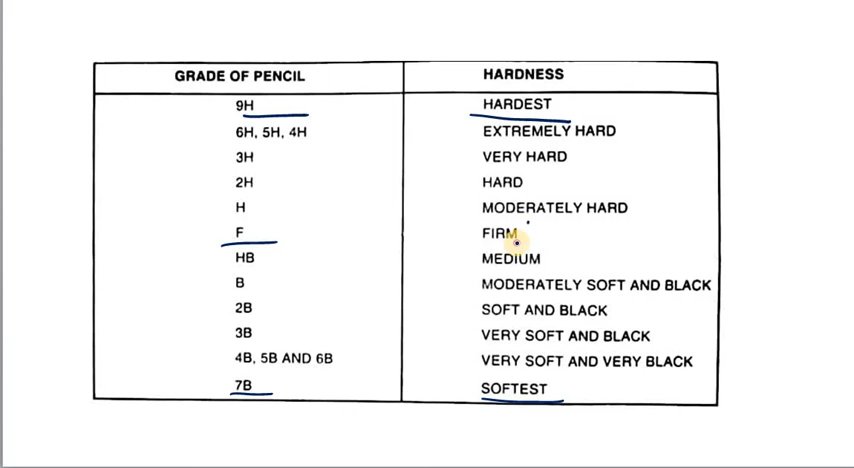 GRADE OF PENCIL HARDNESS
9H HARDEST
6H, 5H, 4H EXTREMELY HARD
3H VERY HARD
2H HARD
H MODERATELY HARD
F FIRM
HB MEDIUM
B MODERATELY SOFT AND BLACK
2B SOFT AND BLACK
3B VERY SOFT AND BLACK
4B, 5B AND 6B VERY SOFT AND VERY BLACK
7B SOFTEST